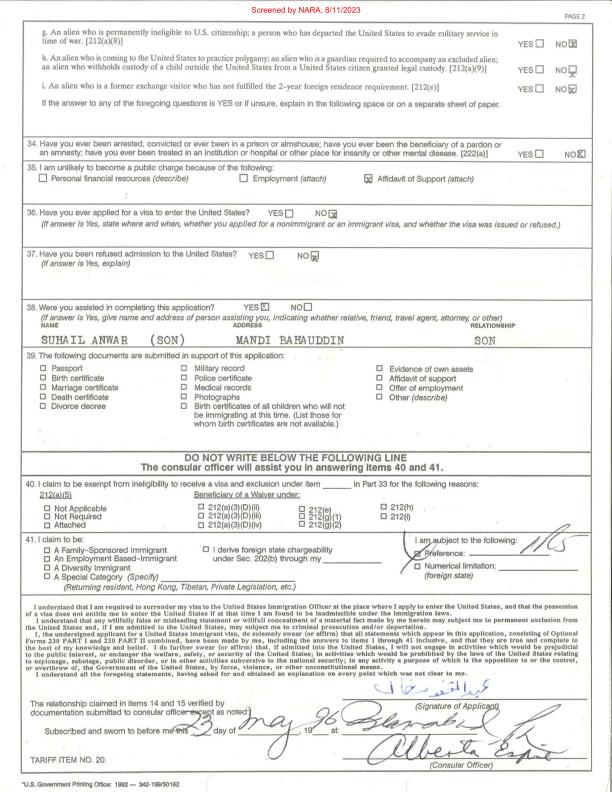 Screened by NARA, 8/11/2023
PAGE 2
g. An alien who is permanently ineligible to U.S. citizenship; a person who has departed the United States to evade military service in
time of war. [212(a)(8)] YES☐ NO☒
h. An alien who is coming to the United States to practice polygamy; an alien who is a guardian required to accompany an excluded alien;
an alien who withholds custody of a child outside the United States from a United States citizen granted legal custody. [212(a)(9)] YES☐ NO☒
i. An alien who is a former exchange visitor who has not fulfilled the 2-year foreign residence requirement. [212(e)] YES☐ NO☒
If the answer to any of the foregoing questions is YES or if unsure, explain in the following space or on a separate sheet of paper.
34. Have you ever been arrested, convicted or ever been in a prison or almshouse; have you ever been the beneficiary of a pardon or
an amnesty; have you ever been treated in an institution or hospital or other place for insanity or other mental disease. [222(a)] YES☐ NO☒
35. I am unlikely to become a public charge because of the following:
☐ Personal financial resources (describe) ☐ Employment (attach) ☒ Affidavit of Support (attach)
36. Have you ever applied for a visa to enter the United States? YES☐ NO☒
(If answer is Yes, state where and when, whether you applied for a nonimmigrant or an immigrant visa, and whether the visa was issued or refused.)
37. Have you been refused admission to the United States? YES☐ NO☒
(If answer is Yes, explain)
38. Were you assisted in completing this application? YES☒ NO☐
(If answer is Yes, give name and address of person assisting you, indicating whether relative, friend, travel agent, attorney, or other)
NAME ADDRESS RELATIONSHIP
SUHAIL ANWAR (SON) MANDI BAHAUDDIN SON
39. The following documents are submitted in support of this application:
☐ Passport ☐ Military record ☐ Evidence of own assets
☐ Birth certificate ☐ Police certificate ☐ Affidavit of support
☐ Marriage certificate ☐ Medical records ☐ Offer of employment
☐ Death certificate ☐ Photographs ☐ Other (describe)
☐ Divorce decree ☐ Birth certificates of all children who will not
be immigrating at this time. (List those for
whom birth certificates are not available.)
DO NOT WRITE BELOW THE FOLLOWING LINE
The consular officer will assist you in answering items 40 and 41.
40. I claim to be exempt from ineligibility to receive a visa and exclusion under item ______ in Part 33 for the following reasons:
212(a)(5) Beneficiary of a Waiver under:
☐ Not Applicable ☐ 212(a)(3)(D)(ii) ☐ 212(e) ☐ 212(h)
☐ Not Required ☐ 212(a)(3)(D)(iii) ☐ 212(g)(1) ☐ 212(i)
☐ Attached ☐ 212(a)(3)(D)(iv) ☐ 212(g)(2)
41. I claim to be: I am subject to the following:
☐ A Family-Sponsored Immigrant ☐ I derive foreign state chargeability ☐ Preference:
☐ An Employment Based-Immigrant under Sec. 202(b) through my ______
☐ A Diversity Immigrant ☐ Numerical limitation:
☐ A Special Category (Specify) ______ (foreign state)
(Returning resident, Hong Kong, Tibetan, Private Legislation, etc.)
I understand that I am required to surrender my visa to the United States Immigration Officer at the place where I apply to enter the United States, and that the possession
of a visa does not entitle me to enter the United States if at that time I am found to be inadmissible under the immigration laws.
I understand that any willfully false or misleading statement or willful concealment of a material fact made by me herein may subject me to permanent exclusion from
the United States and, if I am admitted to the United States, may subject me to criminal prosecution and/or deportation.
I, the undersigned applicant for a United States immigrant visa, do solemnly swear (or affirm) that all statements which appear in this application, consisting of Optional
Forms 230 PART I and 230 PART II combined, have been made by me, including the answers to items 1 through 41 inclusive, and that they are true and complete to
the best of my knowledge and belief. I do further swear (or affirm) that, if admitted into the United States, I will not engage in activities which would be prejudicial
to the public interest, or endanger the welfare, safety, or security of the United States; in activities which would be prohibited by the laws of the United States relating
to espionage, sabotage, public disorder, or in other activities subversive to the national security; in any activity a purpose of which is the opposition to or the control,
or overthrow of, the Government of the United States, by force, violence, or other unconstitutional means.
I understand all the foregoing statements, having asked for and obtained an explanation on every point which was not clear to me.
The relationship claimed in items 14 and 15 verified by
documentation submitted to consular officer except as noted: (Signature of Applicant)
Subscribed and sworn to before me this 23 day of May, 1996 at: Islamabad
Alberta
TARIFF ITEM NO. 20. (Consular Officer)
*U.S. Government Printing Office: 1992 — 342-199/50162